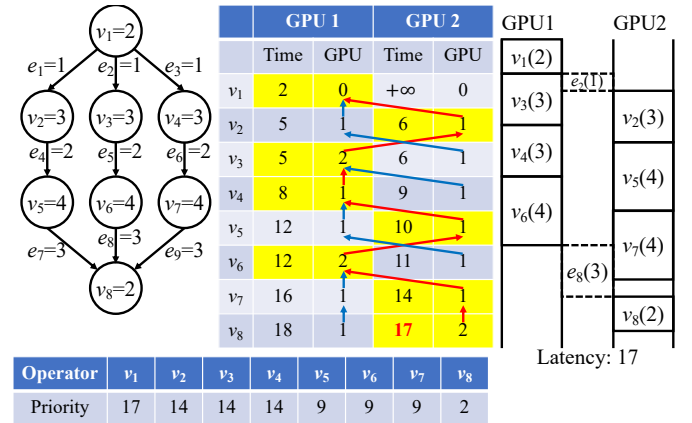 v₁=2
e₁=1 e₂=1 e₃=1
v₂=3 v₃=3 v₄=3
e₄=2 e₅=2 e₆=2
v₅=4 v₆=4 v₇=4
e₇=3 e₈=3 e₉=3
v₈=2
GPU 1 GPU 2
Time GPU Time GPU
v₁ 2 0 +∞ 0
v₂ 5 1 6 1
v₃ 5 2 6 1
v₄ 8 1 9 1
v₅ 12 1 10 1
v₆ 12 2 11 1
v₇ 16 1 14 1
v₈ 18 1 17 2
GPU1 GPU2
v₁(2)
e₂(1)
v₃(3)
v₂(3)
v₄(3)
v₅(4)
v₆(4)
v₇(4)
e₈(3)
v₈(2)
Latency: 17
Operator v₁ v₂ v₃ v₄ v₅ v₆ v₇ v₈
Priority 17 14 14 14 9 9 9 2